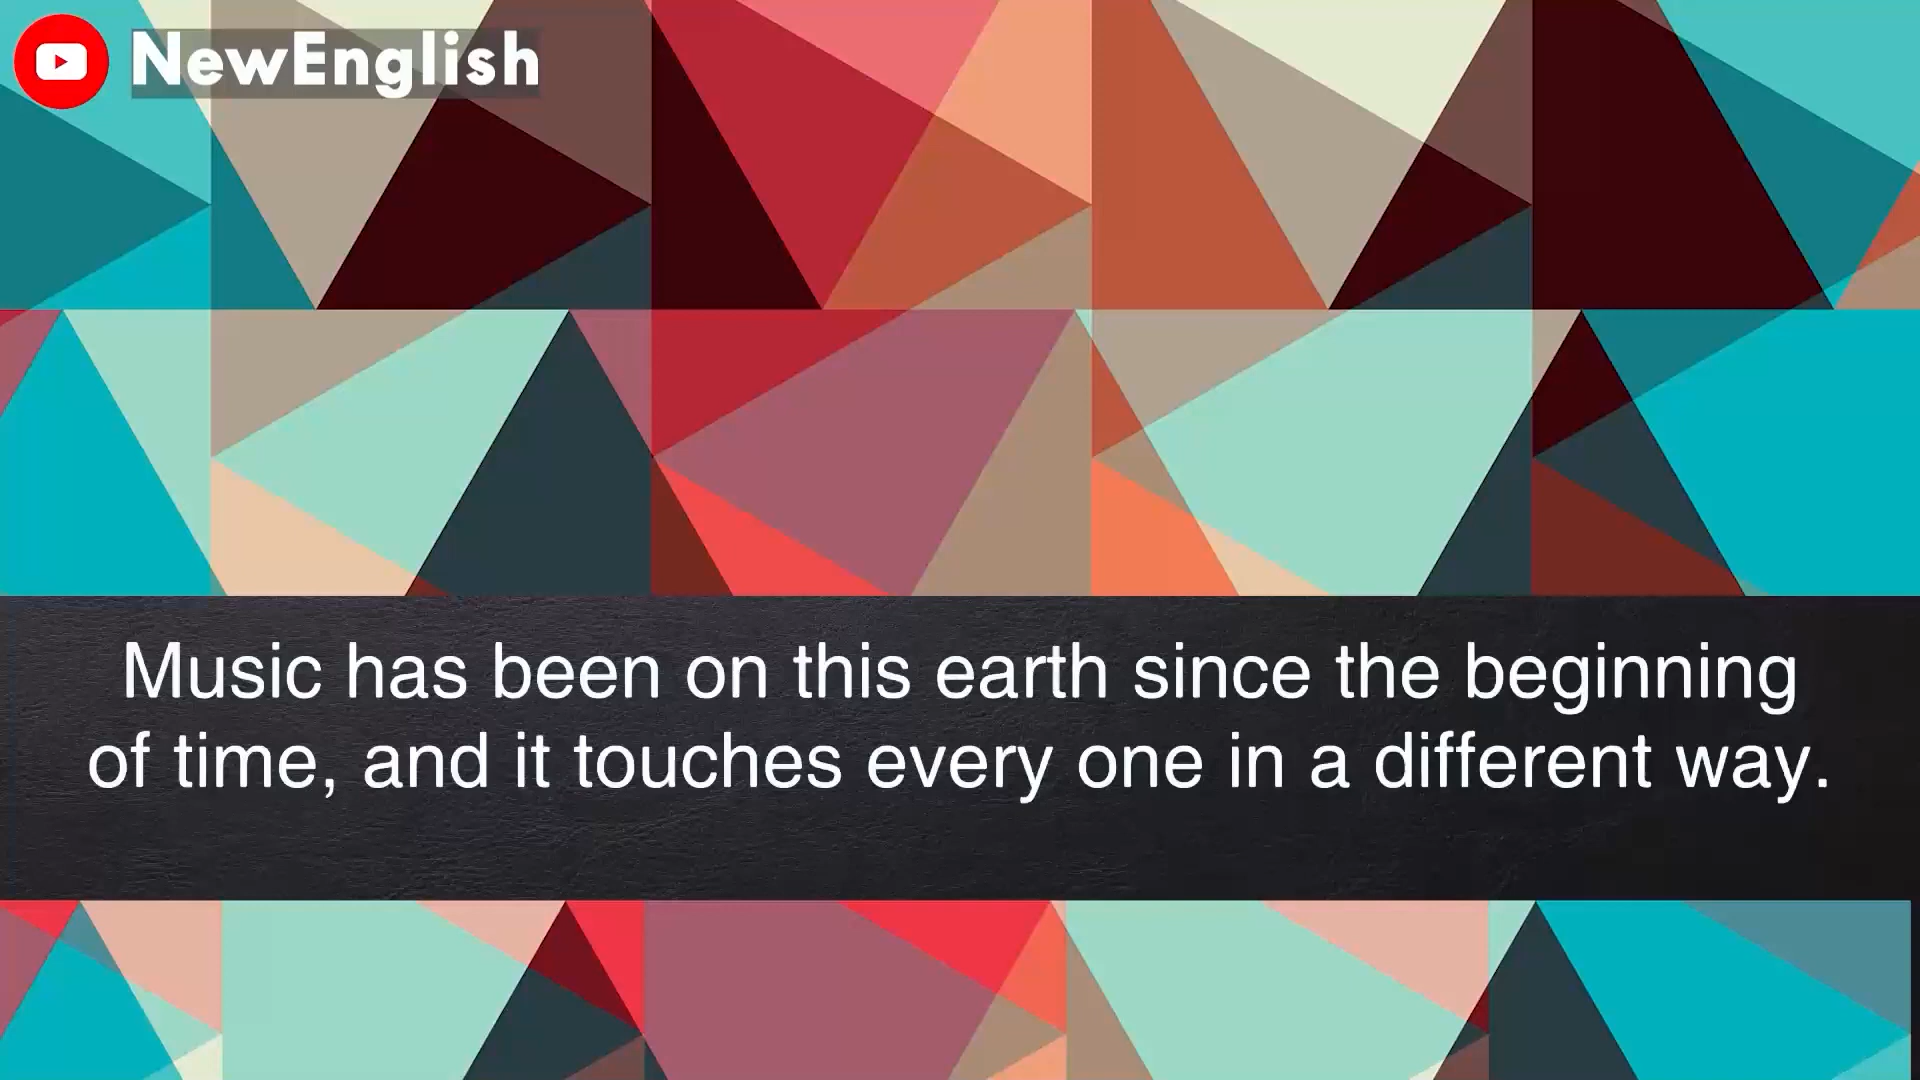 NewEnglish
Music has been on this earth since the beginning
of time, and it touches every one in a different way.